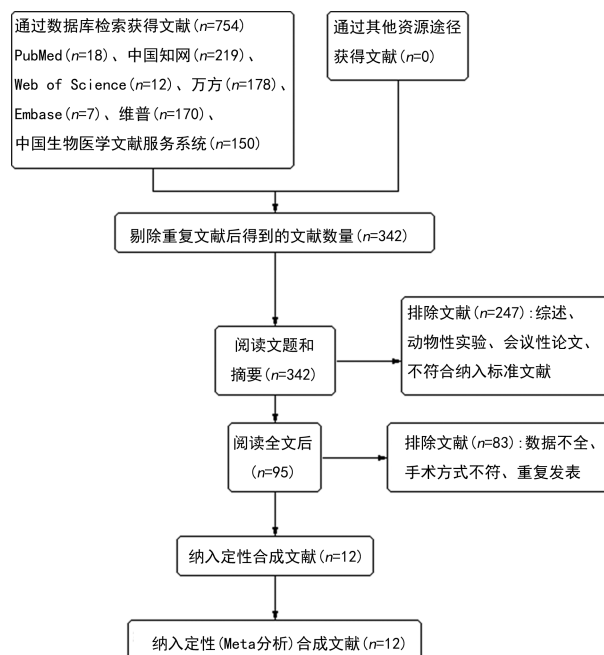 通过数据库检索获得文献(n=754)
PubMed(n=18)、中国知网(n=219)、
Web of Science(n=12)、万方(n=178)、
Embase(n=7)、维普(n=170)、
中国生物医学文献服务系统(n=150)
通过其他资源途径
获得文献(n=0)
剔除重复文献后得到的文献数量(n=342)
阅读文题和
摘要(n=342)
排除文献(n=247):综述、
动物性实验、会议性论文、
不符合纳入标准文献
阅读全文后
(n=95)
排除文献(n=83):数据不全、
手术方式不符、重复发表
纳入定性合成文献(n=12)
纳入定性(Meta分析)合成文献(n=12)